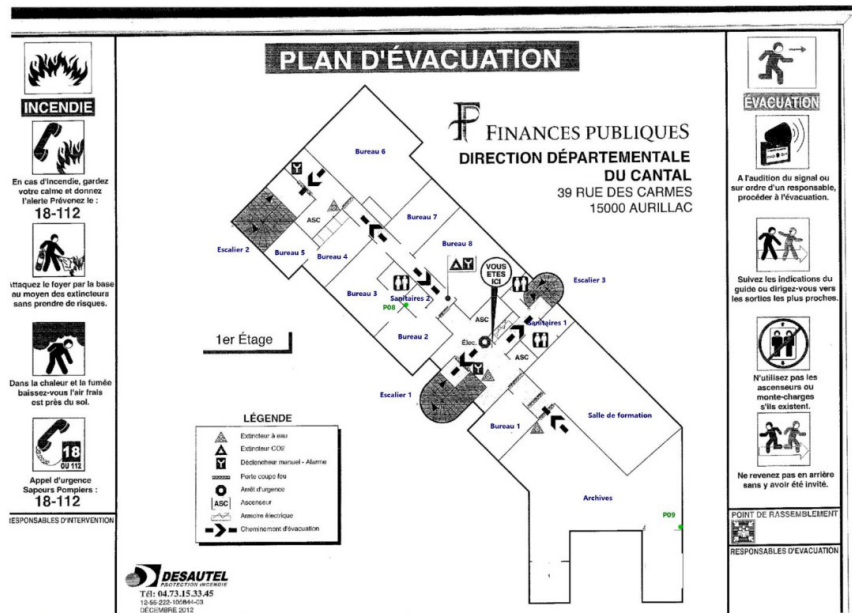 PLAN D'ÉVACUATION
INCENDIE
En cas d'incendie, gardez
votre calme et donnez
l'alerte Prévenez le :
18-112
Attaquez le foyer par la base
au moyen des extincteurs
sans prendre de risques.
Dans la chaleur et la fumée
baissez-vous l'air frais
est près du sol.
18
OU 112
Appel d'urgence
Sapeurs Pompiers :
18-112
RESPONSABLES D'INTERVENTION
FINANCES PUBLIQUES
DIRECTION DÉPARTEMENTALE
DU CANTAL
39 RUE DES CARMES
15000 AURILLAC
Bureau 6
Bureau 7
Bureau 8
ASC
Escalier 2
Bureau 5
Bureau 4
Bureau 3
Sanitaires 2
P08
Bureau 2
VOUS
ETES
ICI
Escalier 3
ASC
Sanitaires 1
Élec.
ASC
1er Étage
Escalier 1
Bureau 1
Salle de formation
Archives
P09
LÉGENDE
Extincteur à eau
Extincteur CO2
Déclencheur manuel - Alarme
Porte coupe feu
Arrêt d'urgence
ASC Ascenseur
Armoire électrique
Cheminement d'évacuation
DESAUTEL
PROTECTION INCENDIE
Tél: 04.73.15.33.45
DÉCEMBRE 2012
ÉVACUATION
A l'audition du signal ou
sur ordre d'un responsable,
procéder à l'évacuation.
Suivez les indications du
guide ou dirigez-vous vers
les sorties les plus proches.
N'utilisez pas les
ascenseurs ou
monte-charges
s'ils existent.
Ne revenez pas en arrière
sans y avoir été invité.
POINT DE RASSEMBLEMENT
RESPONSABLES D'EVACUATION